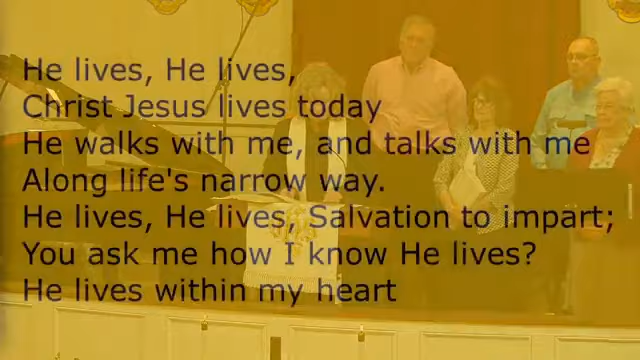 He lives, He lives,
Christ Jesus lives today
He walks with me, and talks with me
Along life's narrow way.
He lives, He lives, Salvation to impart;
You ask me how I know He lives?
He lives within my heart